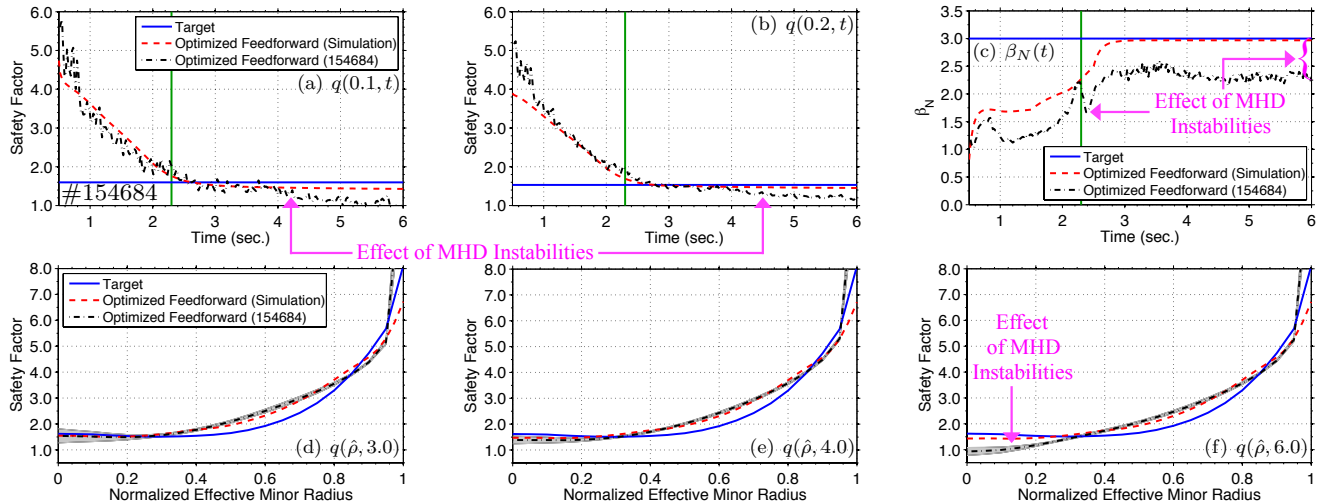 Safety Factor
6.0
5.0
4.0
3.0
2.0
1.0
Target
Optimized Feedforward (Simulation)
Optimized Feedforward (154684)
(a) q(0.1, t)
#154684
1 2 3 4 5 6
Time (sec.)
Safety Factor
6.0
5.0
4.0
3.0
2.0
1.0
(b) q(0.2, t)
1 2 3 4 5 6
Time (sec.)
Effect of MHD Instabilities
β_N
3.5
3.0
2.5
2.0
1.5
1.0
0.5
0.0
(c) β_N(t)
Effect of MHD
Instabilities
Target
Optimized Feedforward (Simulation)
Optimized Feedforward (154684)
1 2 3 4 5 6
Time (sec.)
Safety Factor
8.0
7.0
6.0
5.0
4.0
3.0
2.0
1.0
Target
Optimized Feedforward (Simulation)
Optimized Feedforward (154684)
(d) q(ρ̂, 3.0)
0 0.2 0.4 0.6 0.8 1
Normalized Effective Minor Radius
Safety Factor
8.0
7.0
6.0
5.0
4.0
3.0
2.0
1.0
(e) q(ρ̂, 4.0)
0 0.2 0.4 0.6 0.8 1
Normalized Effective Minor Radius
Safety Factor
8.0
7.0
6.0
5.0
4.0
3.0
2.0
1.0
Effect
of MHD
Instabilities
(f) q(ρ̂, 6.0)
0 0.2 0.4 0.6 0.8 1
Normalized Effective Minor Radius